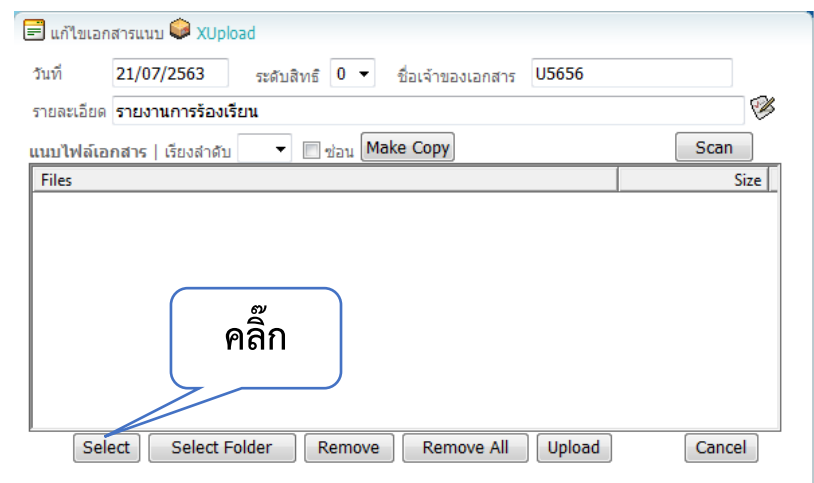 แก้ไขเอกสารแนบ XUpload
วันที่ 21/07/2563 ระดับสิทธิ์ 0 ชื่อเจ้าของเอกสาร U5656
รายละเอียด รายงานการร้องเรียน
แนบไฟล์เอกสาร | เรียงลำดับ ซ่อน Make Copy Scan
Files Size
คลิ๊ก
Select Select Folder Remove Remove All Upload Cancel